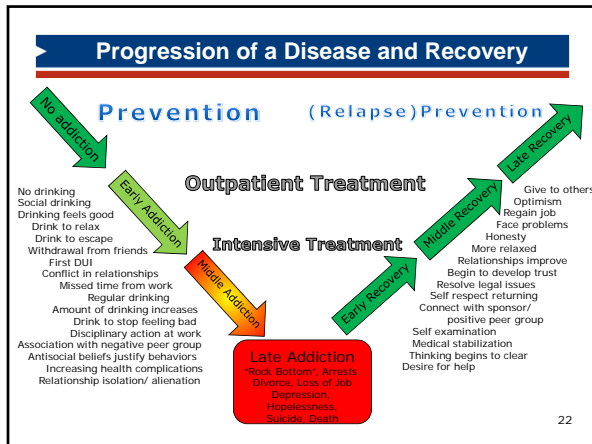 Progression of a Disease and Recovery
Prevention
(Relapse)Prevention
No addiction
Early Addiction
Middle Addiction
Outpatient Treatment
Intensive Treatment
No drinking
Social drinking
Drinking feels good
Drink to relax
Drink to escape
Withdrawal from friends
First DUI
Conflict in relationships
Missed time from work
Regular drinking
Amount of drinking increases
Drink to stop feeling bad
Disciplinary action at work
Association with negative peer group
Antisocial beliefs justify behaviors
Increasing health complications
Relationship isolation/ alienation
Late Addiction
"Rock Bottom", Arrests
Divorce, Loss of Job
Depression,
Hopelessness,
Suicide, Death
Early Recovery
Middle Recovery
Late Recovery
Give to others
Optimism
Regain job
Face problems
Honesty
More relaxed
Relationships improve
Begin to develop trust
Resolve legal issues
Self respect returning
Connect with sponsor/
positive peer group
Self examination
Medical stabilization
Thinking begins to clear
Desire for help
22